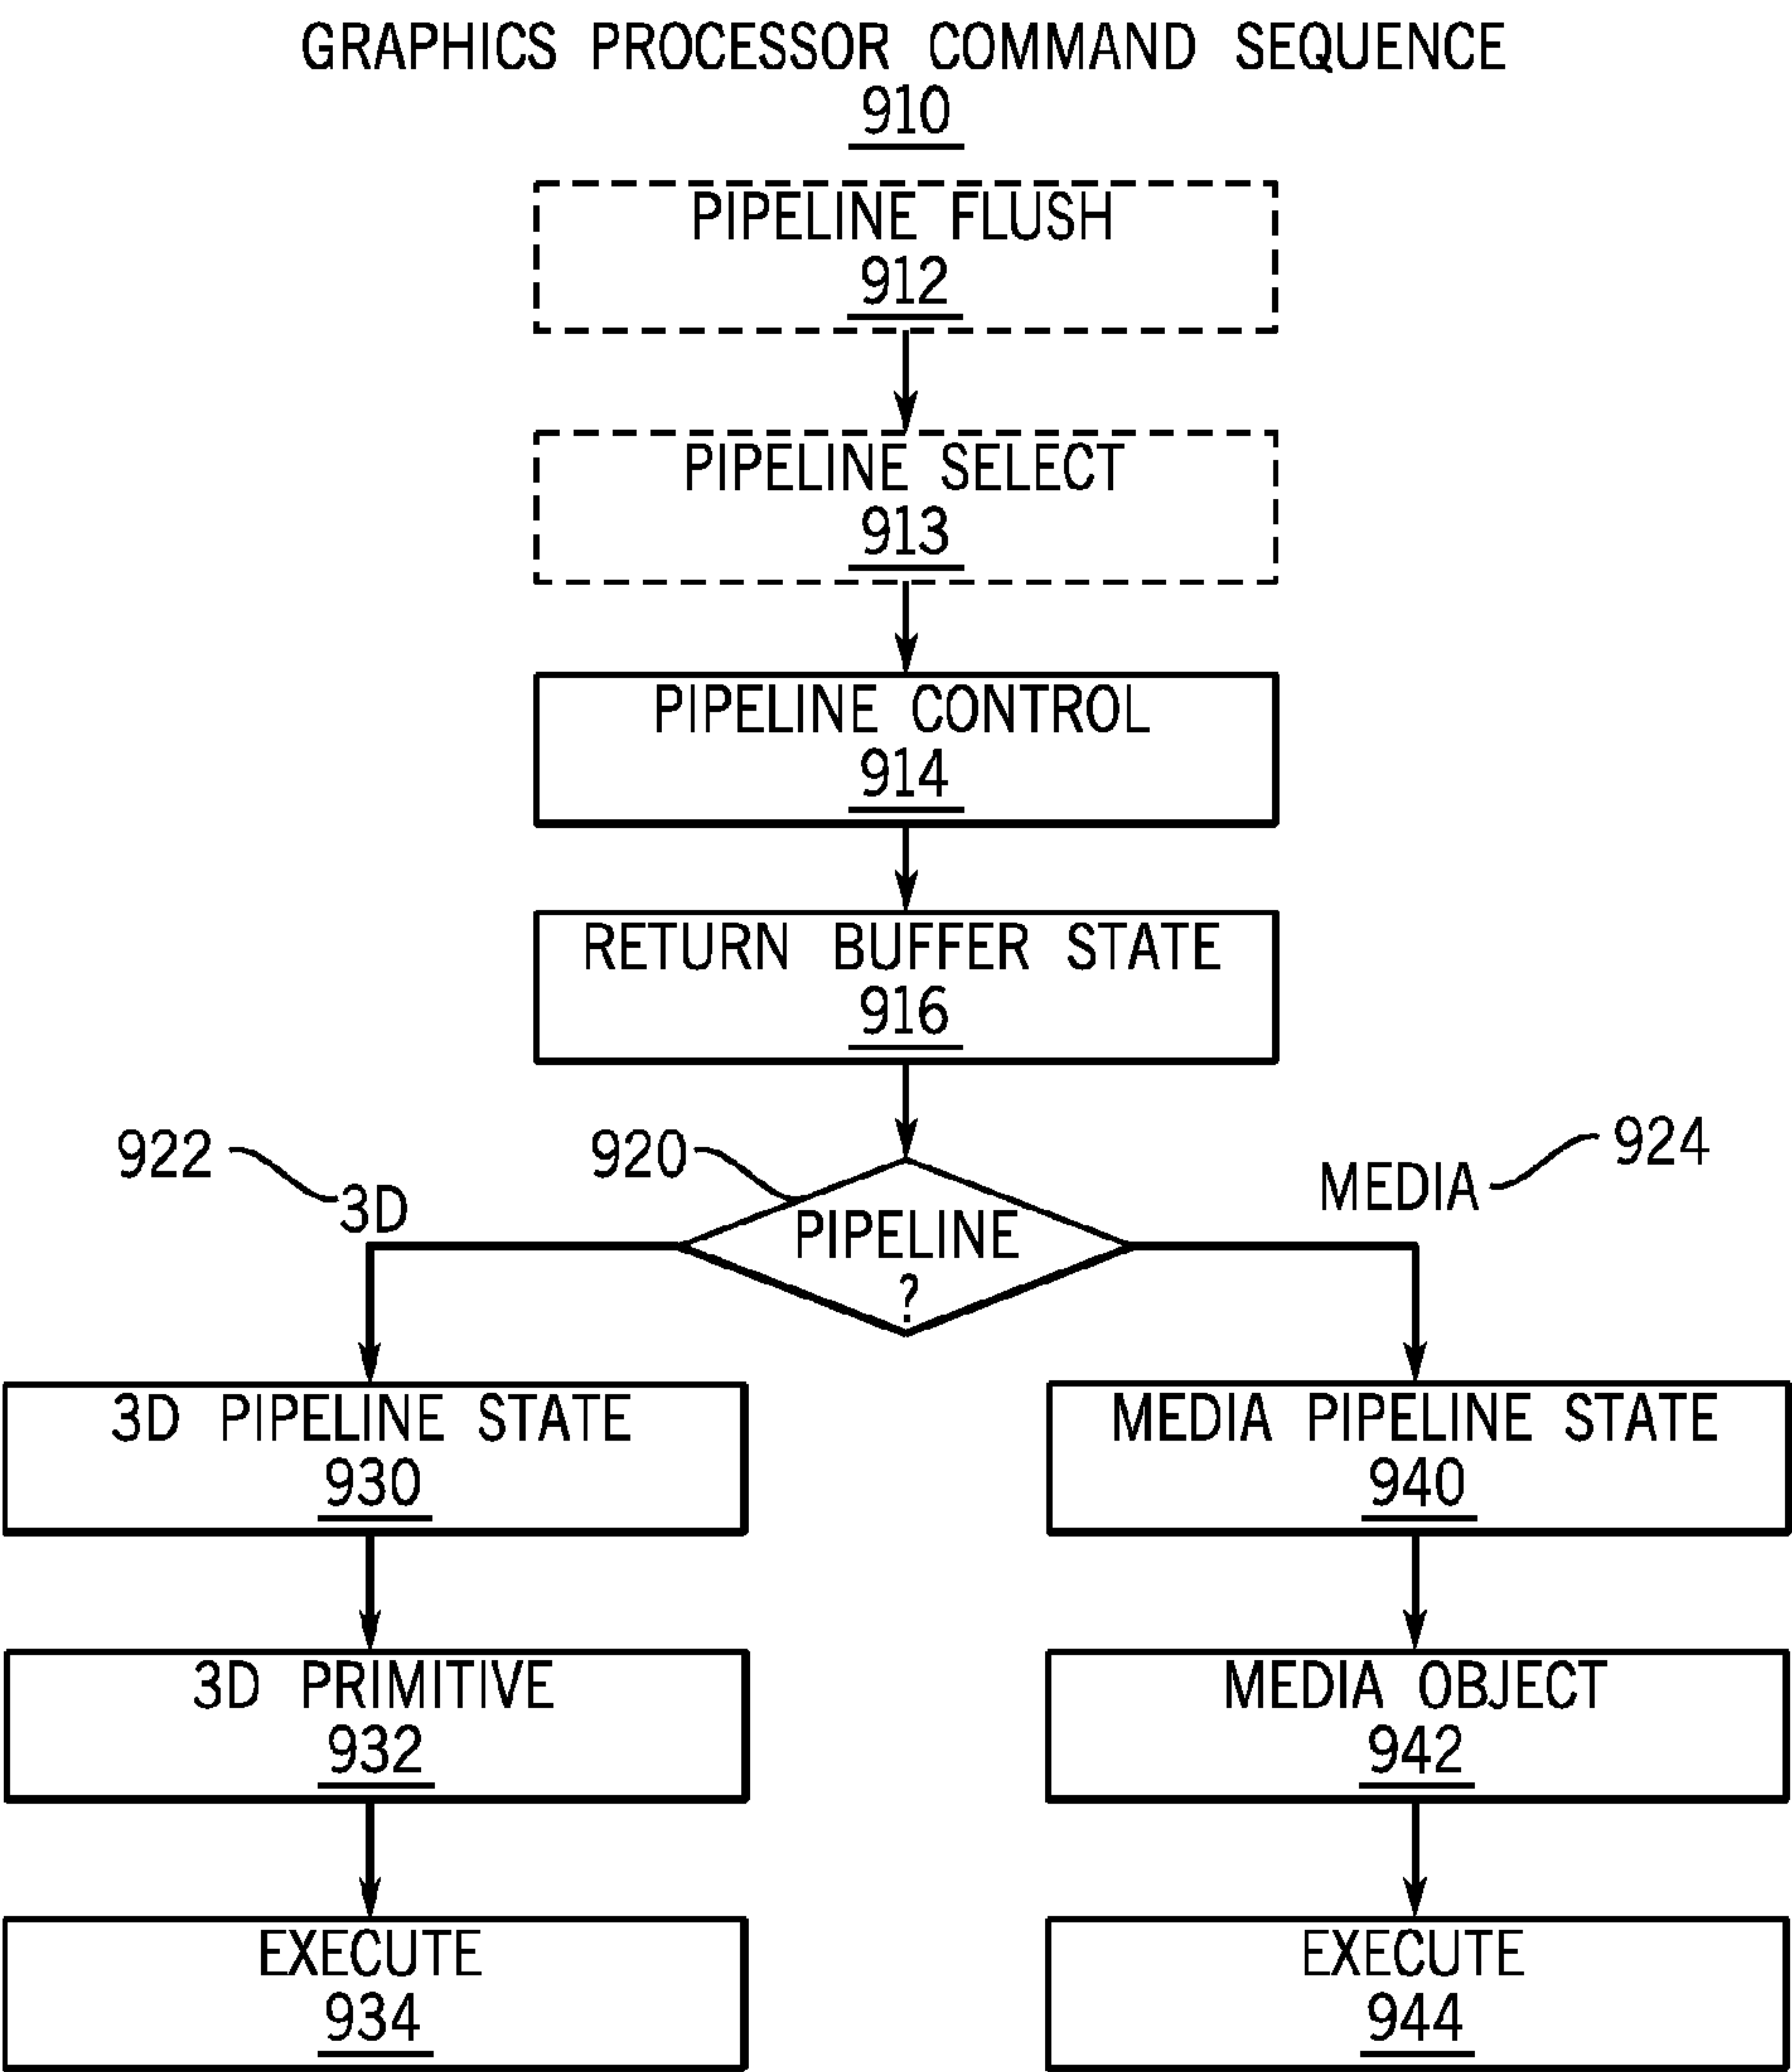 GRAPHICS PROCESSOR COMMAND SEQUENCE
910
PIPELINE FLUSH
912
PIPELINE SELECT
913
PIPELINE CONTROL
914
RETURN BUFFER STATE
916
922
3D
920
PIPELINE
?
MEDIA
924
3D PIPELINE STATE
930
3D PRIMITIVE
932
EXECUTE
934
MEDIA PIPELINE STATE
940
MEDIA OBJECT
942
EXECUTE
944